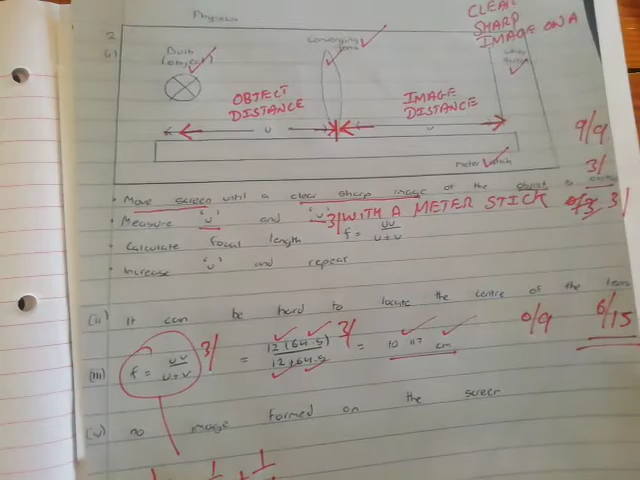 Physics
CLEAR
SHARP
IMAGE ON A
2
Bulb
(object)
converging
lens
white
screen
OBJECT
DISTANCE
IMAGE
DISTANCE
u
v
9/9
meter stick
3/
• Move screen until a clear sharp image of the object is
• Measure 'u' and 'v' 3/ WITH A METER STICK 3/
• Calculate focal length f = uv/u+v
• Increase 'u' and repeat
(ii) It can be hard to locate the centre of the lens
0/9 6/15
(iii) f = uv/u+v 3/ = 12(64.5)/12+64.5 3/ = 10.117 cm
(iv) no image formed on the screen